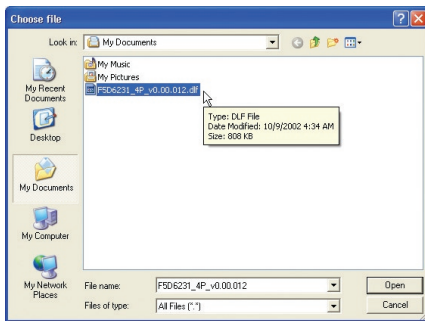 Choose file
Look in:
My Documents
My Recent
Documents
Desktop
My Documents
My Computer
My Network
Places
My Music
My Pictures
F5D6231_4P_v0.00.012.dlf
Type: DLF File
Date Modified: 10/9/2002 4:34 AM
Size: 808 KB
File name:
F5D6231_4P_v0.00.012
Open
Files of type:
All Files (*.*)
Cancel